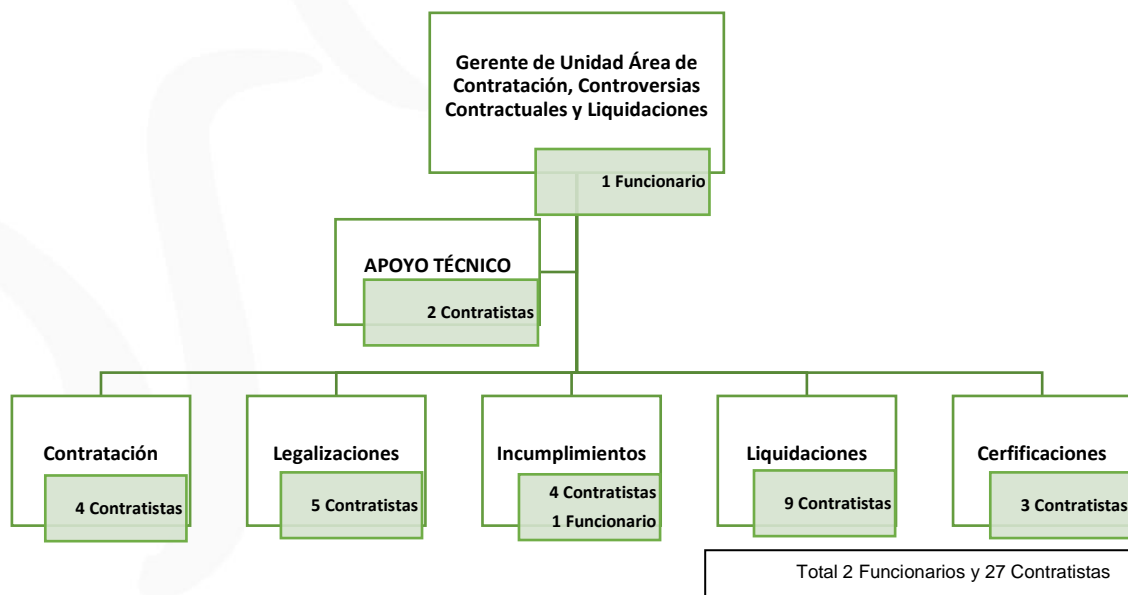 Gerente de Unidad Área de
Contratación, Controversias
Contractuales y Liquidaciones
1 Funcionario
APOYO TÉCNICO
2 Contratistas
Contratación
4 Contratistas
Legalizaciones
5 Contratistas
Incumplimientos
4 Contratistas
1 Funcionario
Liquidaciones
9 Contratistas
Cerfificaciones
3 Contratistas
Total 2 Funcionarios y 27 Contratistas